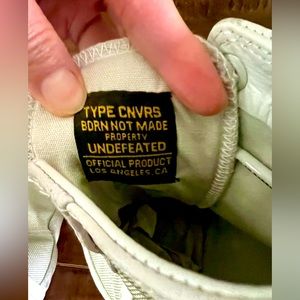 TYPE CNVRS
BORN NOT MADE
PROPERTY
UNDEFEATED
OFFICIAL PRODUCT
LOS ANGELES, CA